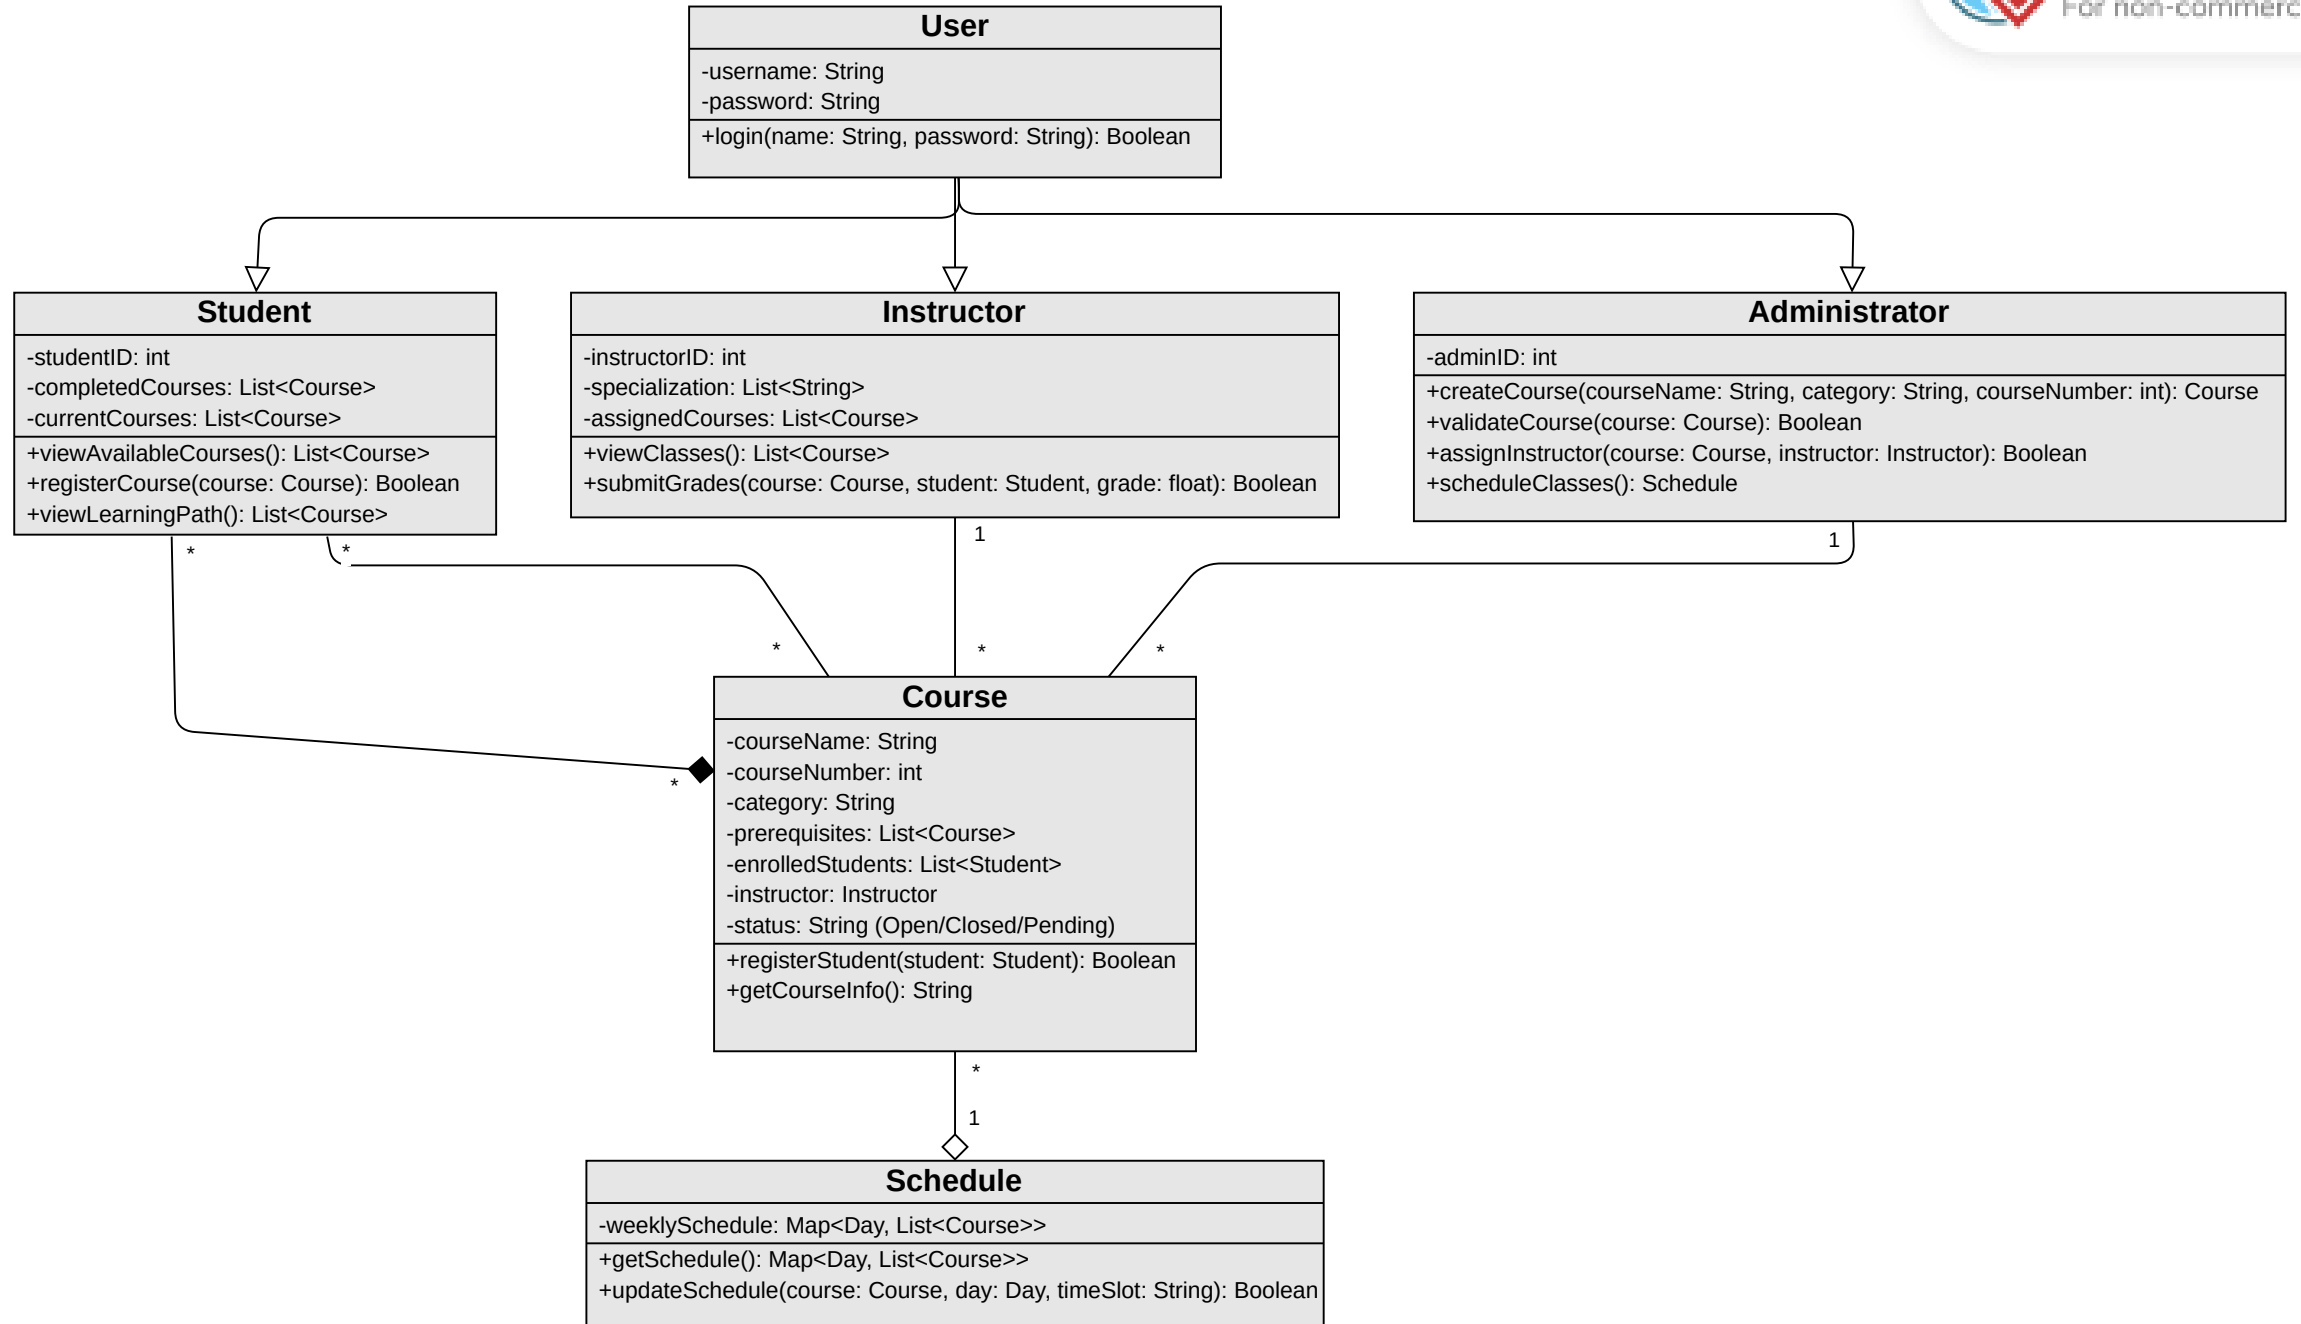 For non-commerc
User
-username: String
-password: String
+login(name: String, password: String): Boolean
Student
-studentID: int
-completedCourses: List<Course>
-currentCourses: List<Course>
+viewAvailableCourses(): List<Course>
+registerCourse(course: Course): Boolean
+viewLearningPath(): List<Course>
Instructor
-instructorID: int
-specialization: List<String>
-assignedCourses: List<Course>
+viewClasses(): List<Course>
+submitGrades(course: Course, student: Student, grade: float): Boolean
Administrator
-adminID: int
+createCourse(courseName: String, category: String, courseNumber: int): Course
+validateCourse(course: Course): Boolean
+assignInstructor(course: Course, instructor: Instructor): Boolean
+scheduleClasses(): Schedule
*
*
1
1
*
*
*
*
Course
-courseName: String
-courseNumber: int
-category: String
-prerequisites: List<Course>
-enrolledStudents: List<Student>
-instructor: Instructor
-status: String (Open/Closed/Pending)
+registerStudent(student: Student): Boolean
+getCourseInfo(): String
*
1
Schedule
-weeklySchedule: Map<Day, List<Course>>
+getSchedule(): Map<Day, List<Course>>
+updateSchedule(course: Course, day: Day, timeSlot: String): Boolean